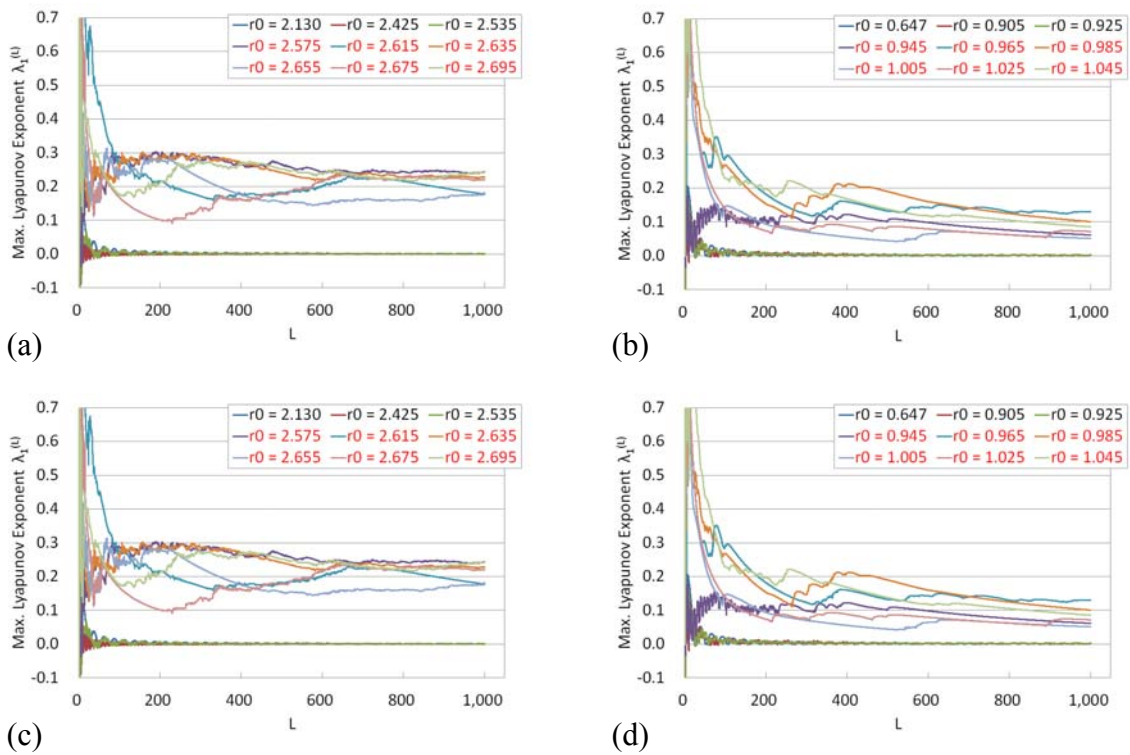 0.7
0.6
0.5
0.4
0.3
0.2
0.1
0.0
-0.1
Max. Lyapunov Exponent λ₁⁽ᴸ⁾
r0 = 2.130 r0 = 2.425 r0 = 2.535
r0 = 2.575 r0 = 2.615 r0 = 2.635
r0 = 2.655 r0 = 2.675 r0 = 2.695
0 200 400 600 800 1,000
L
(a)
0.7
0.6
0.5
0.4
0.3
0.2
0.1
0.0
-0.1
Max. Lyapunov Exponent λ₁⁽ᴸ⁾
r0 = 0.647 r0 = 0.905 r0 = 0.925
r0 = 0.945 r0 = 0.965 r0 = 0.985
r0 = 1.005 r0 = 1.025 r0 = 1.045
0 200 400 600 800 1,000
L
(b)
0.7
0.6
0.5
0.4
0.3
0.2
0.1
0.0
-0.1
Max. Lyapunov Exponent λ₁⁽ᴸ⁾
r0 = 2.130 r0 = 2.425 r0 = 2.535
r0 = 2.575 r0 = 2.615 r0 = 2.635
r0 = 2.655 r0 = 2.675 r0 = 2.695
0 200 400 600 800 1,000
L
(c)
0.7
0.6
0.5
0.4
0.3
0.2
0.1
0.0
-0.1
Max. Lyapunov Exponent λ₁⁽ᴸ⁾
r0 = 0.647 r0 = 0.905 r0 = 0.925
r0 = 0.945 r0 = 0.965 r0 = 0.985
r0 = 1.005 r0 = 1.025 r0 = 1.045
0 200 400 600 800 1,000
L
(d)